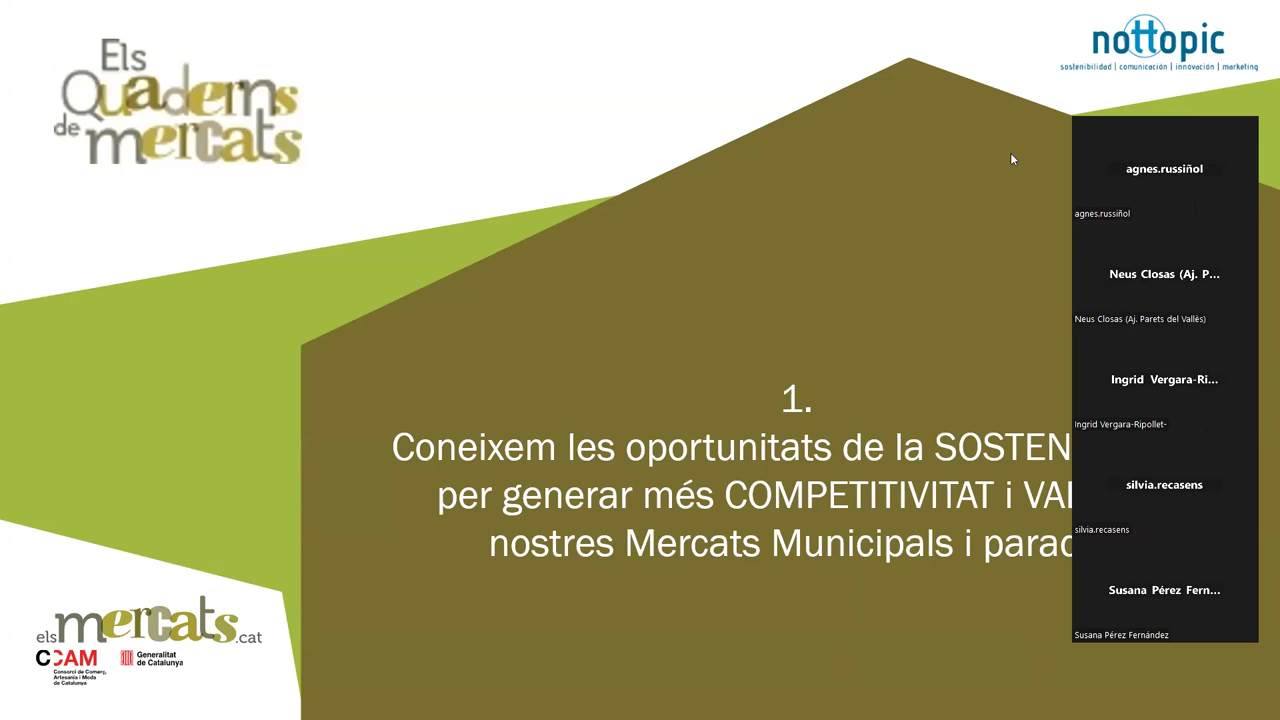 Els
Quaderns
de mercats
nottopic
sostenibilidad | comunicación | innovación | marketing
1.
Coneixem les oportunitats de la SOSTEN
per generar més COMPETITIVITAT i
nostres Mercats Municipals i
agnes.russiñol
agnes.russiñol
Neus Closas (Aj. P...
Neus Closas (Aj. Parets del Vallès)
Ingrid Vergara-Ri...
Ingrid Vergara-Ripollet-
silvia.recasens
silvia.recasens
Susana Pérez Fern...
Susana Pérez Fernández
elsmercats.cat
CCAM
Consorci de Comerç,
Artesania i Moda
de Catalunya
Generalitat
de Catalunya